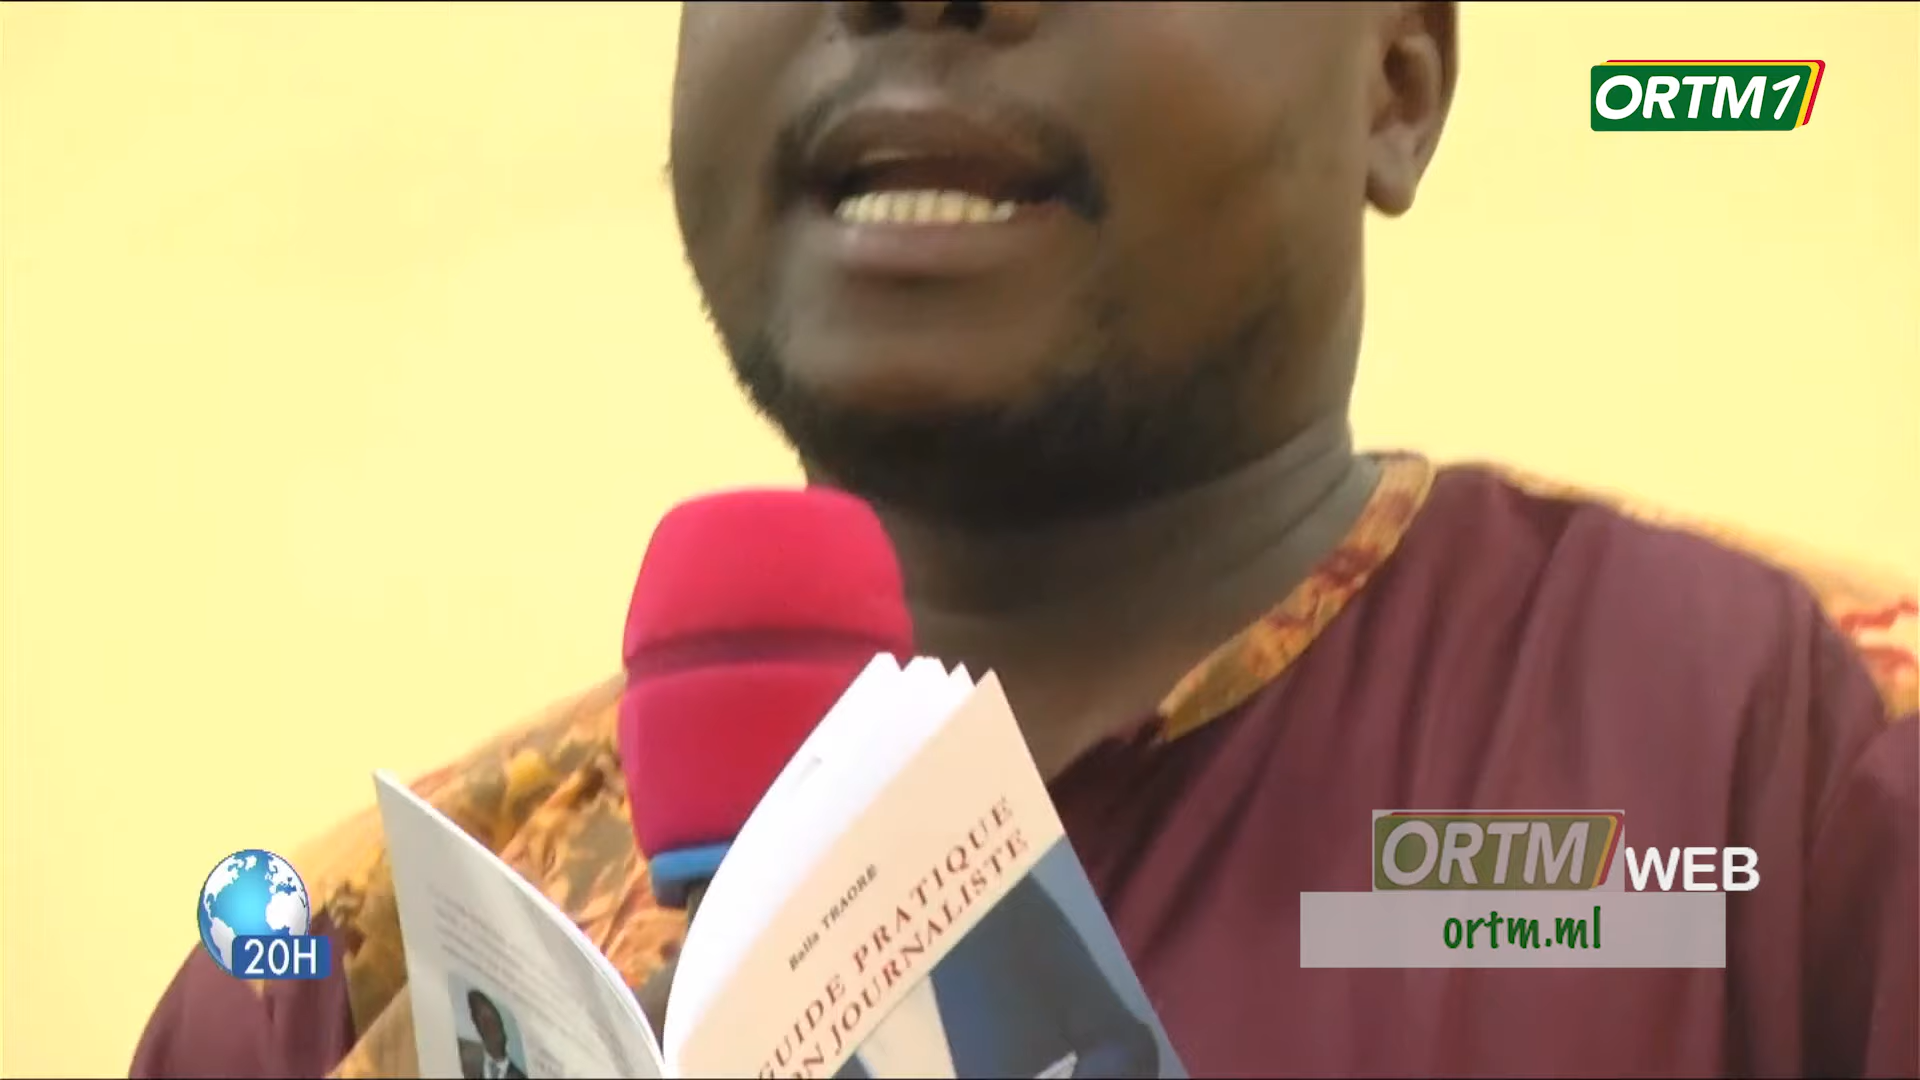 ORTM1
Balla TRAORE
GUIDE PRATIQUE
ON JOURNALISTE
ORTM
WEB
ortm.ml
20H